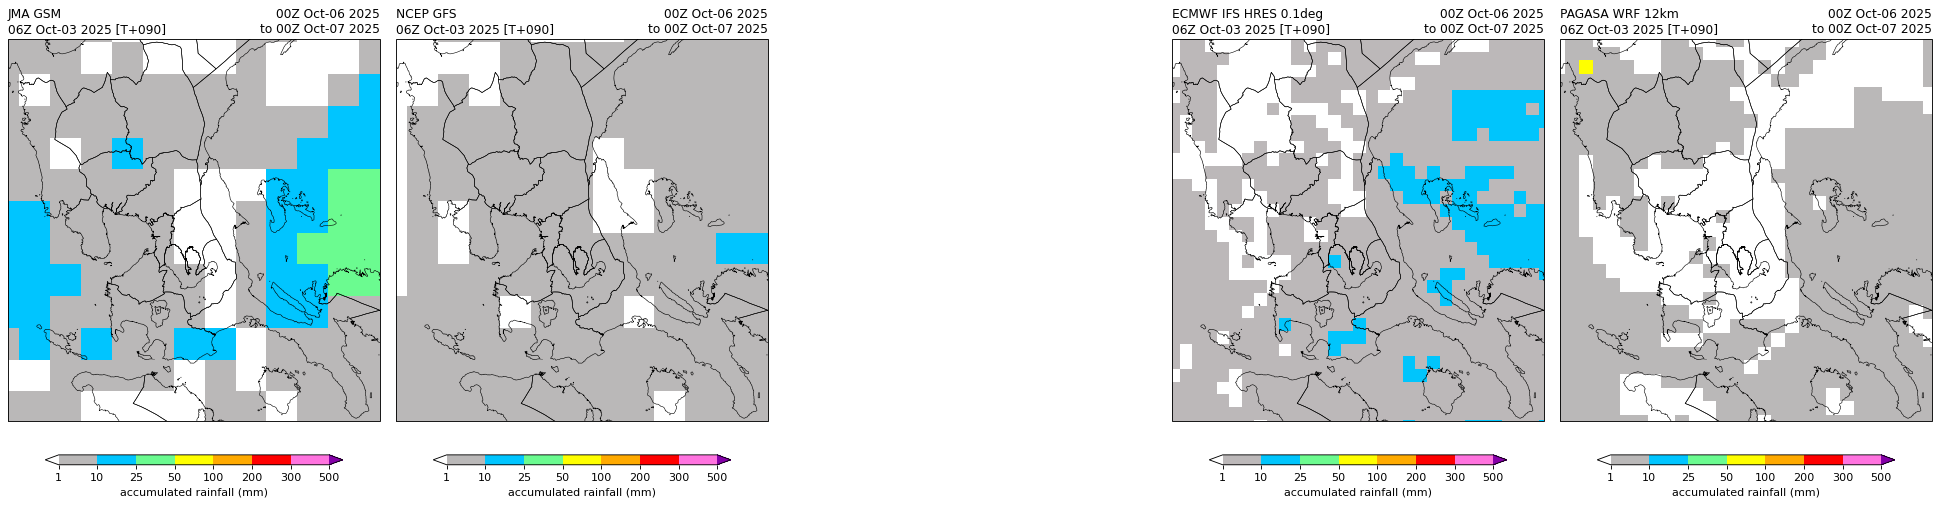 JMA GSM
00Z Oct-06 2025
06Z Oct-03 2025 [T+090]
to 00Z Oct-07 2025
1 10 25 50 100 200 300 500
accumulated rainfall (mm)
NCEP GFS
00Z Oct-06 2025
06Z Oct-03 2025 [T+090]
to 00Z Oct-07 2025
1 10 25 50 100 200 300 500
accumulated rainfall (mm)
ECMWF IFS HRES 0.1deg
00Z Oct-06 2025
06Z Oct-03 2025 [T+090]
to 00Z Oct-07 2025
1 10 25 50 100 200 300 500
accumulated rainfall (mm)
PAGASA WRF 12km
00Z Oct-06 2025
06Z Oct-03 2025 [T+090]
to 00Z Oct-07 2025
1 10 25 50 100 200 300 500
accumulated rainfall (mm)